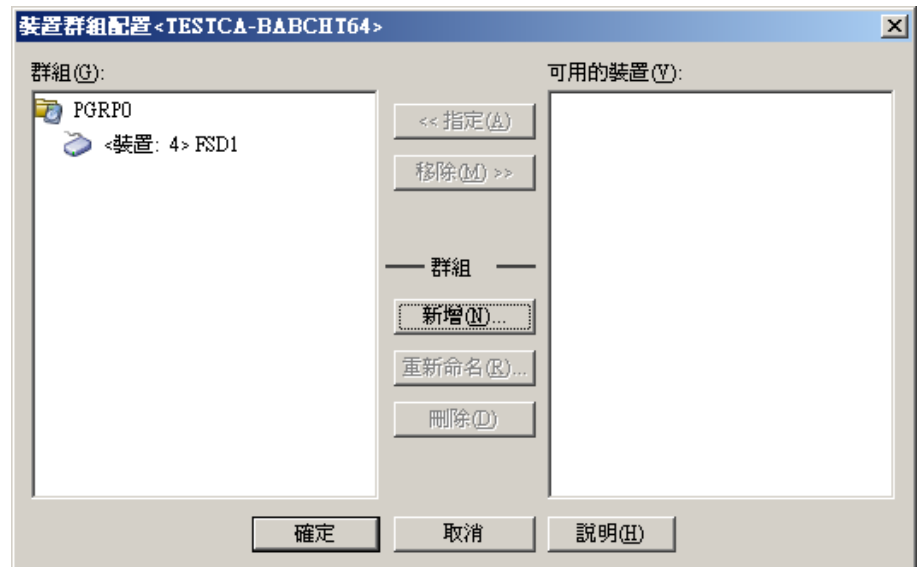 裝置群組配置<TESTCA-BABCHT64>
群組(G):
可用的裝置(V):
PGRP0
<裝置: 4> FSD1
<< 指定(A)
移除(M) >>
群組
新增(N)...
重新命名(R)...
刪除(D)
確定
取消
說明(H)